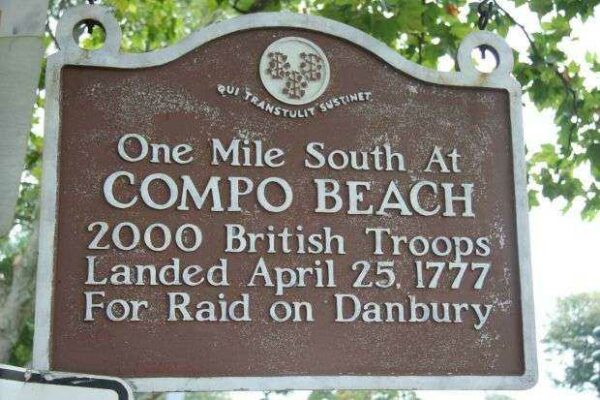 QUI TRANSTULIT SUSTINET
One Mile South At
COMPO BEACH
2000 British Troops
Landed April 25, 1777
For Raid on Danbury